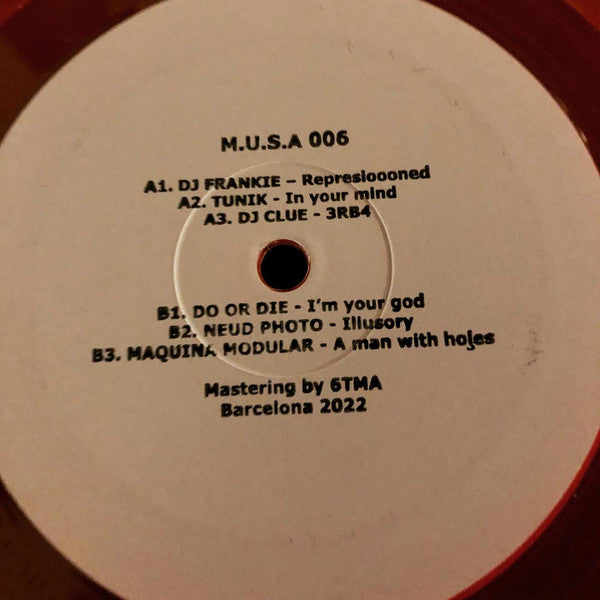 M.U.S.A 006
A1. DJ FRANKIE – Represloooned
A2. TUNIK - In your mind
A3. DJ CLUE - 3RB4
B1. DO OR DIE - I'm your god
B2. NEUD PHOTO - Illusory
B3. MAQUINA MODULAR - A man with holes
Mastering by 6TMA
Barcelona 2022